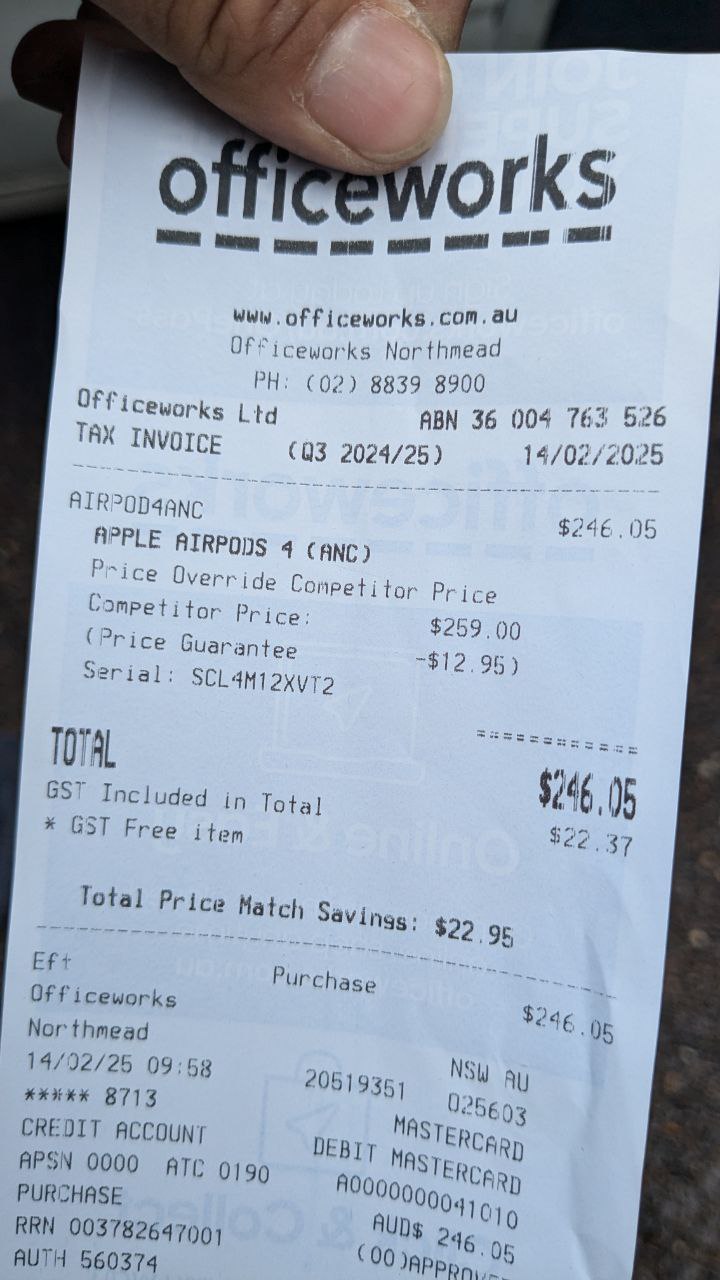 officeworks
www.officeworks.com.au
Officeworks Northmead
PH: (02) 8839 8900
Officeworks Ltd ABN 36 004 763 526
TAX INVOICE (Q3 2024/25) 14/02/2025
AIRPOD4ANC $246.05
APPLE AIRPODS 4 (ANC)
Price Override Competitor Price
Competitor Price: $259.00
(Price Guarantee -$12.95)
Serial: SCL4M12XVT2
TOTAL $246.05
GST Included in Total $22.37
* GST Free item
Total Price Match Savings: $22.95
Eft Purchase $246.05
Officeworks
Northmead NSW AU
14/02/25 09:58 20519351 025603
***** 8713 MASTERCARD
CREDIT ACCOUNT DEBIT MASTERCARD
APSN 0000 ATC 0190 A0000000041010
PURCHASE AUD$ 246.05
RRN 003782647001 (00)APPROVE
AUTH 560374